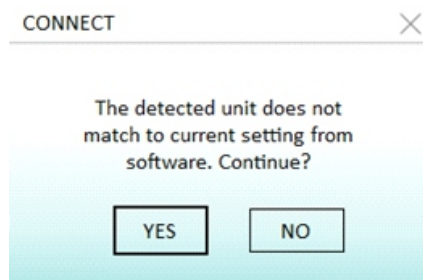 CONNECT
The detected unit does not
match to current setting from
software. Continue?
YES
NO